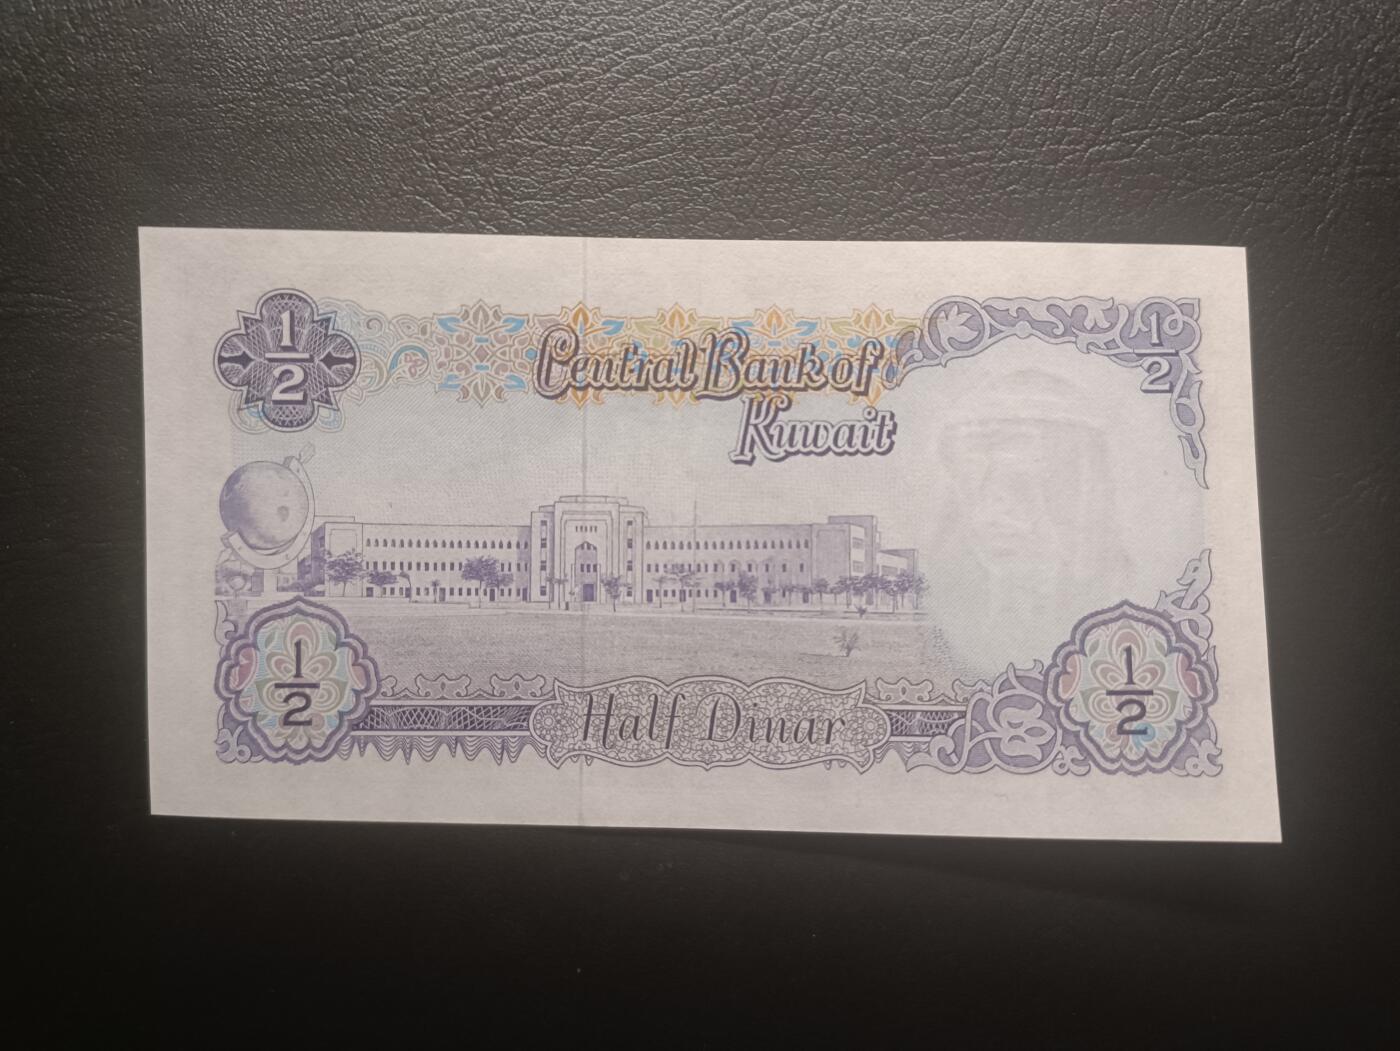 1/2
1/2
Central Bank of
Kuwait
1/2
1/2
Half Dinar